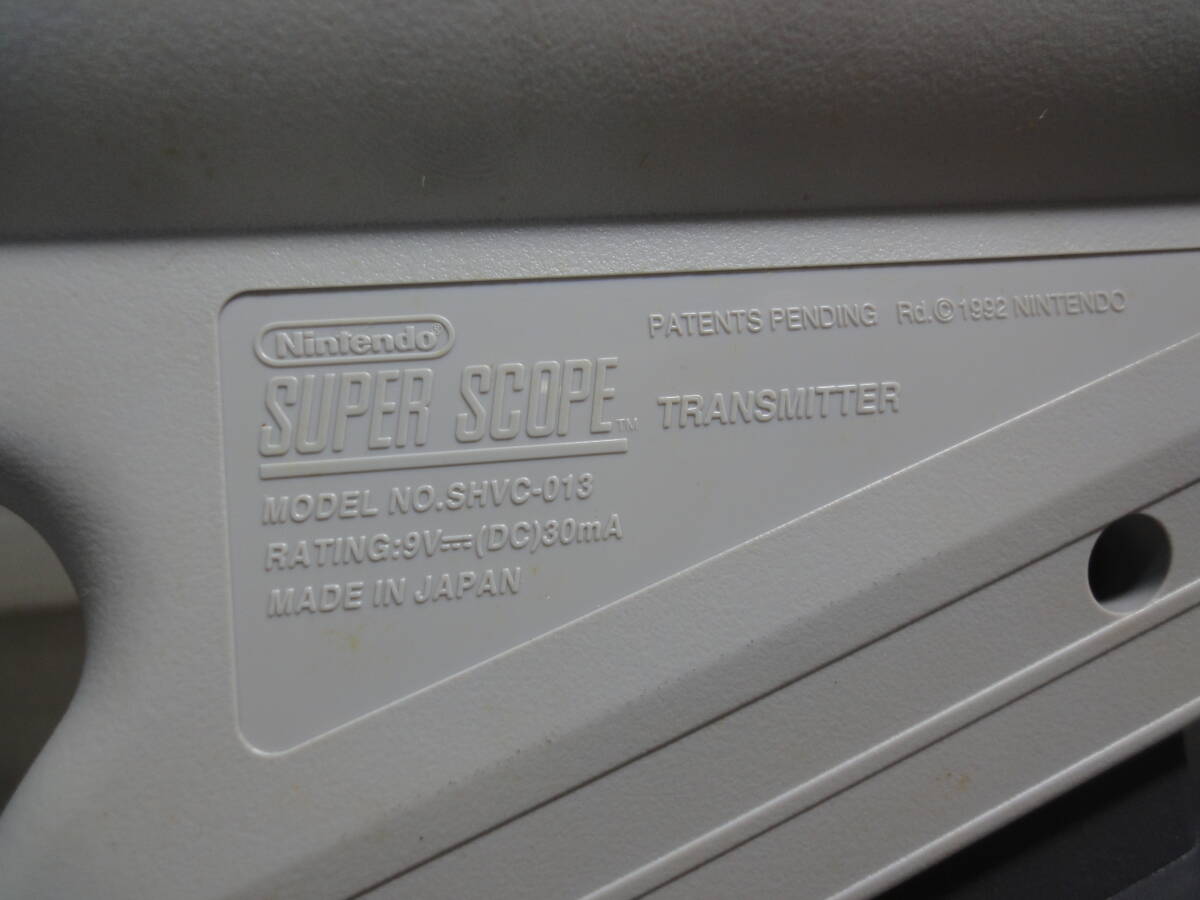 Nintendo®
SUPER SCOPE™ TRANSMITTER
PATENTS PENDING Rd.©1992 NINTENDO
MODEL NO.SHVC-013
RATING:9V⎓(DC)30mA
MADE IN JAPAN